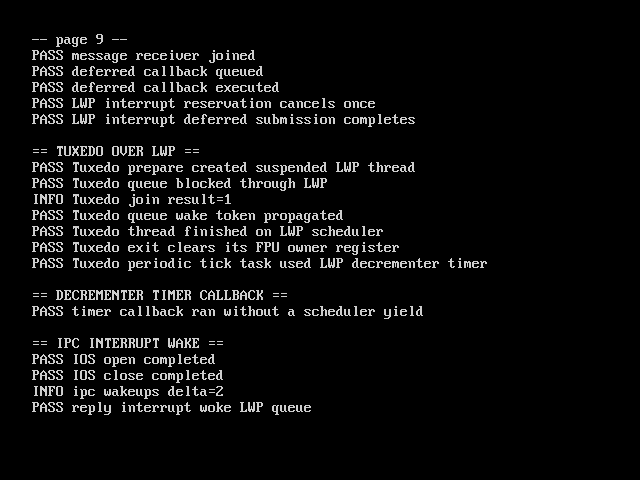 -- page 9 --
PASS message receiver joined
PASS deferred callback queued
PASS deferred callback executed
PASS LWP interrupt reservation cancels once
PASS LWP interrupt deferred submission completes
== TUXEDO OVER LWP ==
PASS Tuxedo prepare created suspended LWP thread
PASS Tuxedo queue blocked through LWP
INFO Tuxedo join result=1
PASS Tuxedo queue wake token propagated
PASS Tuxedo thread finished on LWP scheduler
PASS Tuxedo exit clears its FPU owner register
PASS Tuxedo periodic tick task used LWP decrementer timer
== DECREMENTER TIMER CALLBACK ==
PASS timer callback ran without a scheduler yield
== IPC INTERRUPT WAKE ==
PASS IOS open completed
PASS IOS close completed
INFO ipc wakeups delta=2
PASS reply interrupt woke LWP queue